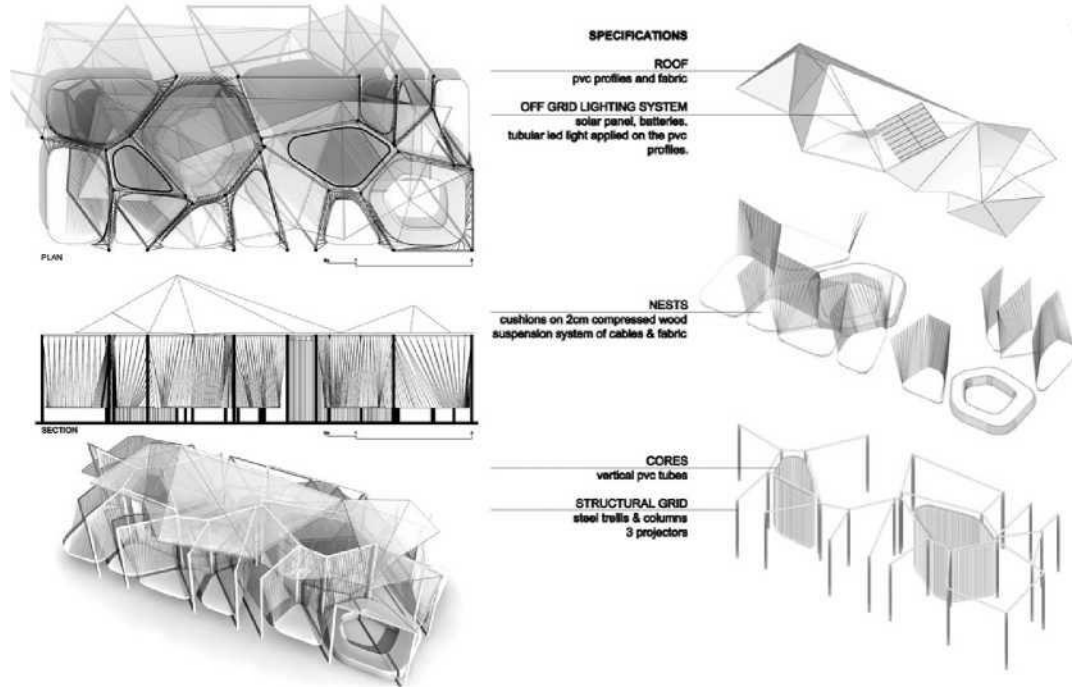 SPECIFICATIONS
ROOF
pvc profiles and fabric
OFF GRID LIGHTING SYSTEM
solar panel, batteries.
tubular led light applied on the pvc
profiles.
PLAN
NESTS
cushions on 2cm compressed wood
suspension system of cables & fabric
SECTION
CORES
vertical pvc tubes
STRUCTURAL GRID
steel trellis & columns
3 projectors